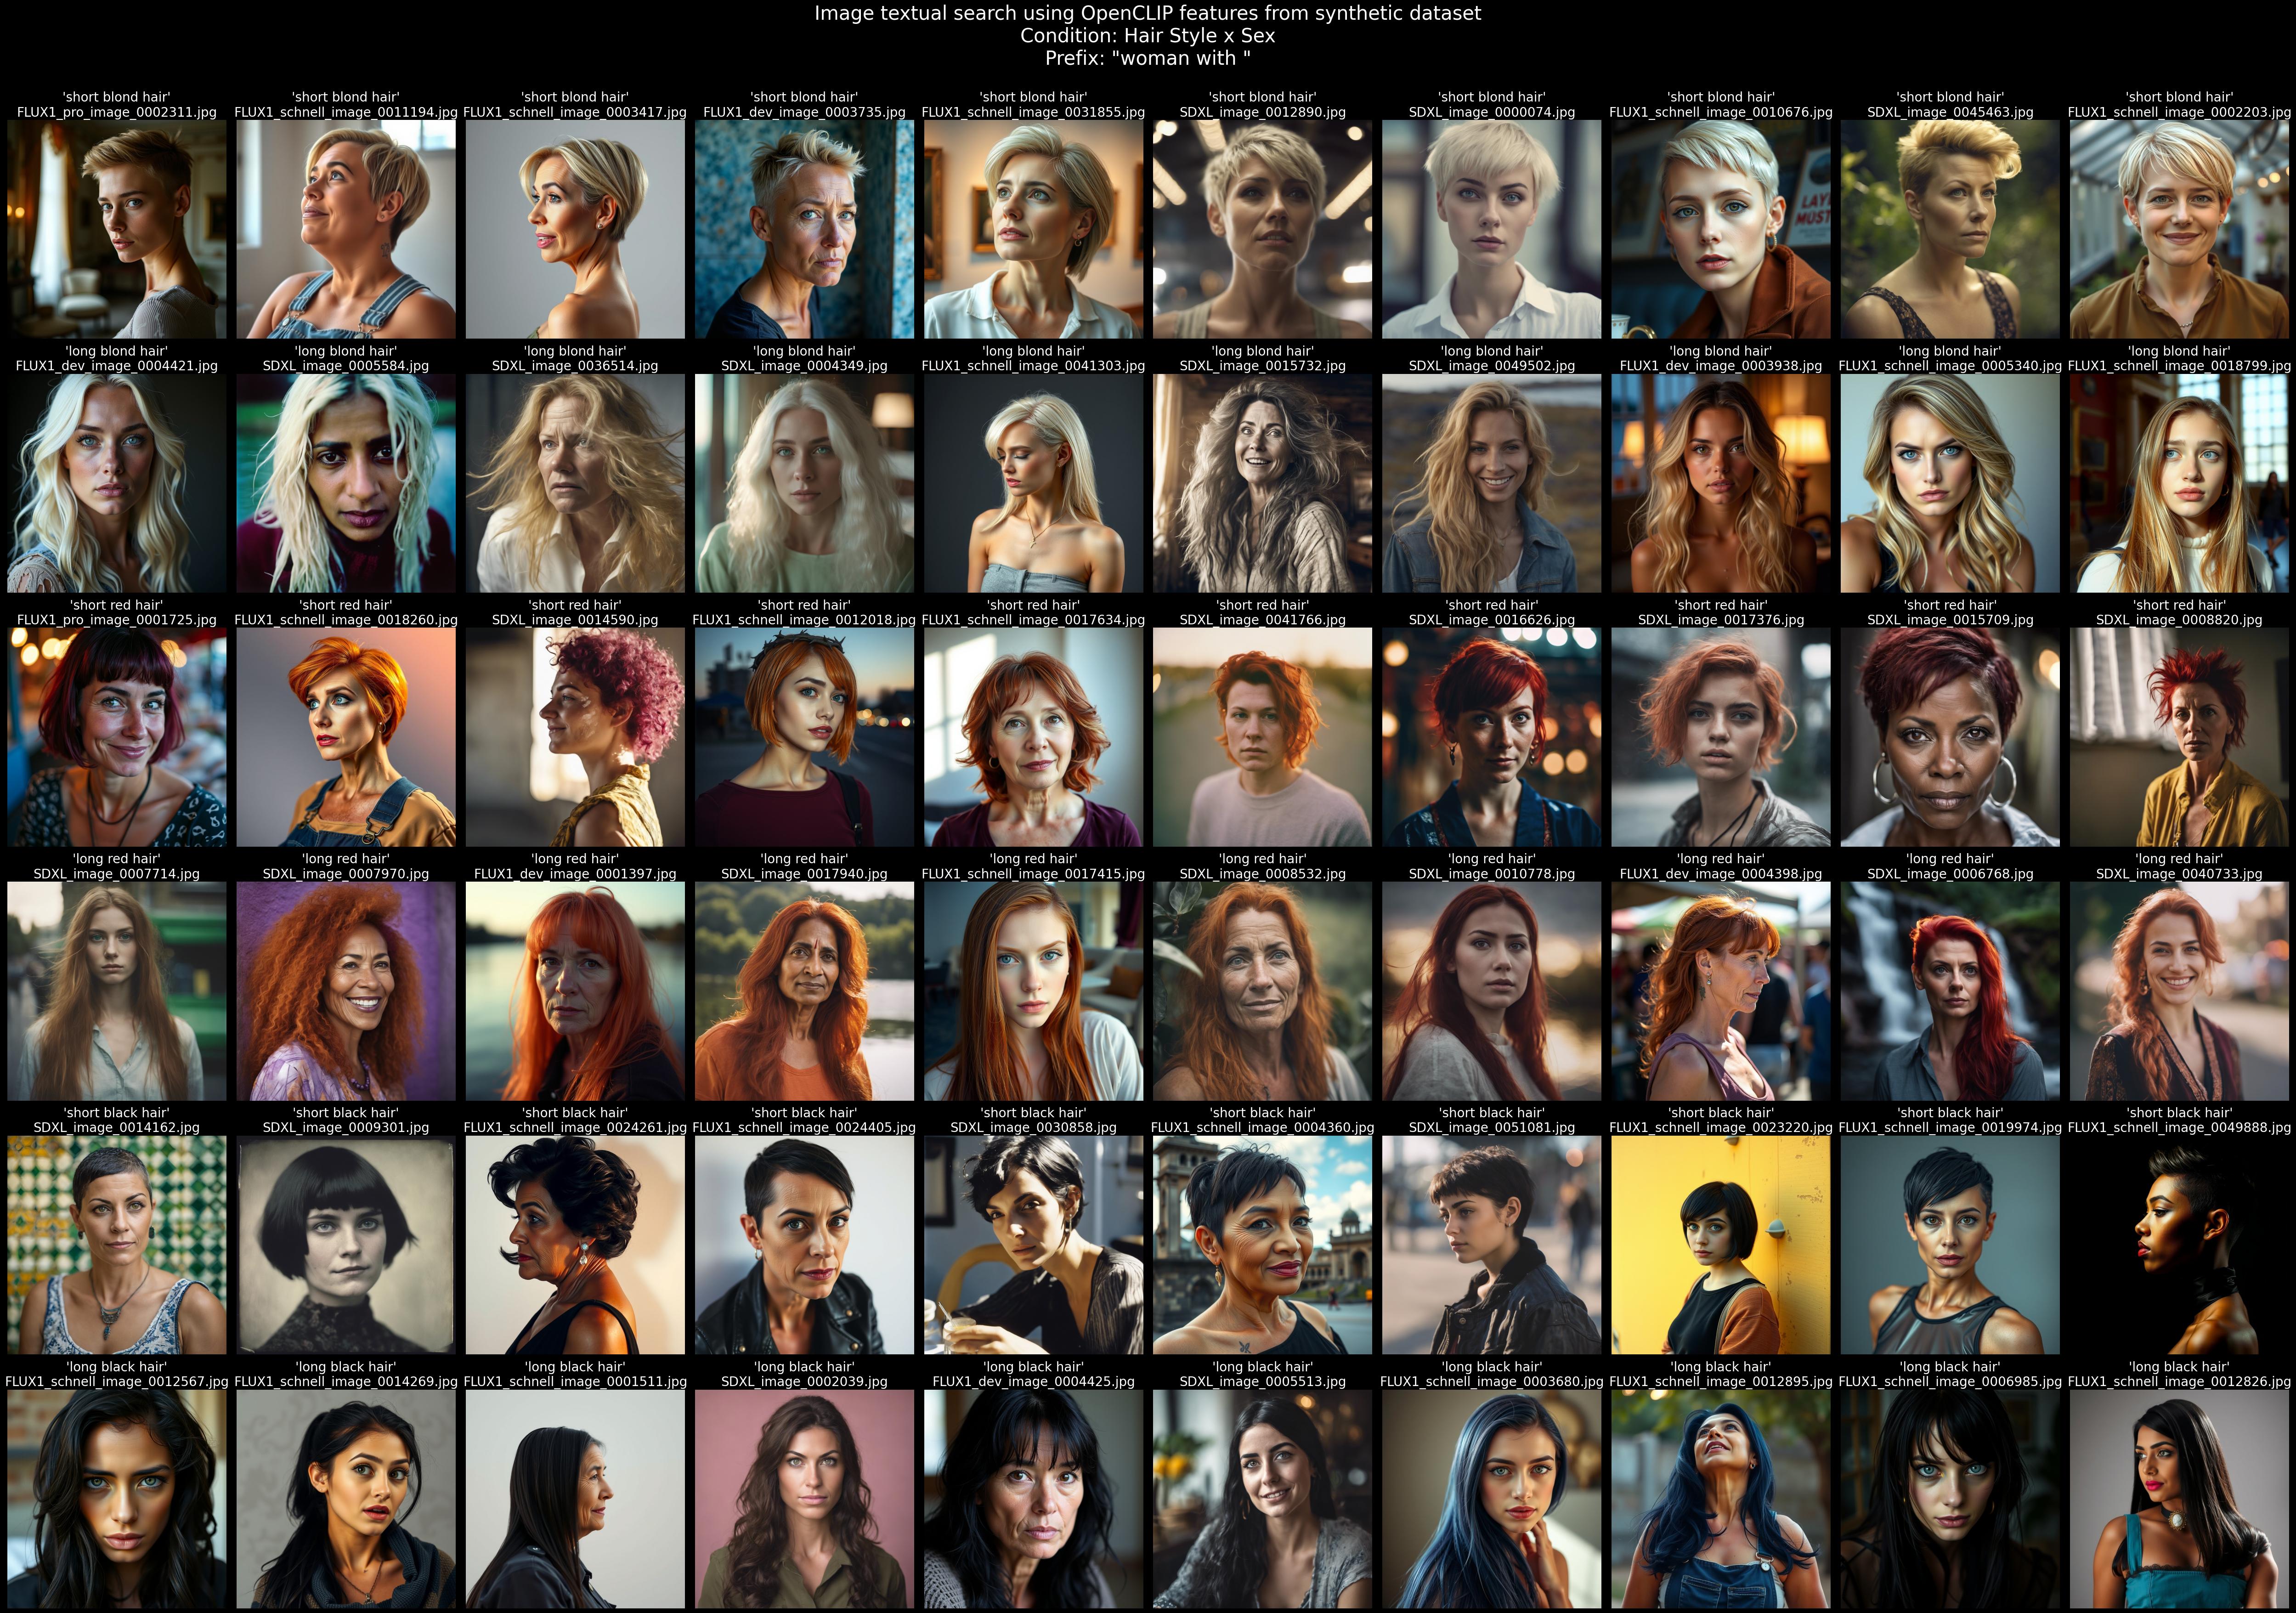 Image textual search using OpenCLIP features from synthetic dataset
Condition: Hair Style x Sex
Prefix: "woman with "
'short blond hair' 'short blond hair' 'short blond hair' 'short blond hair' 'short blond hair' 'short blond hair' 'short blond hair' 'short blond hair' 'short blond hair' 'short blond hair'
FLUX1_pro_image_0002311.jpg FLUX1_schnell_image_0011194.jpg FLUX1_schnell_image_0003417.jpg FLUX1_dev_image_0003735.jpg FLUX1_schnell_image_0031855.jpg SDXL_image_0012890.jpg SDXL_image_0000074.jpg FLUX1_schnell_image_0010676.jpg SDXL_image_0045463.jpg FLUX1_schnell_image_0002203.jpg
LAYI
MÜST
'long blond hair' 'long blond hair' 'long blond hair' 'long blond hair' 'long blond hair' 'long blond hair' 'long blond hair' 'long blond hair' 'long blond hair' 'long blond hair'
FLUX1_dev_image_0004421.jpg SDXL_image_0005584.jpg SDXL_image_0036514.jpg SDXL_image_0004349.jpg FLUX1_schnell_image_0041303.jpg SDXL_image_0015732.jpg SDXL_image_0049502.jpg FLUX1_dev_image_0003938.jpg FLUX1_schnell_image_0005340.jpg FLUX1_schnell_image_0018799.jpg
'short red hair' 'short red hair' 'short red hair' 'short red hair' 'short red hair' 'short red hair' 'short red hair' 'short red hair' 'short red hair' 'short red hair'
FLUX1_pro_image_0001725.jpg FLUX1_schnell_image_0018260.jpg SDXL_image_0014590.jpg FLUX1_schnell_image_0012018.jpg FLUX1_schnell_image_0017634.jpg SDXL_image_0041766.jpg SDXL_image_0016626.jpg SDXL_image_0017376.jpg SDXL_image_0015709.jpg SDXL_image_0008820.jpg
'long red hair' 'long red hair' 'long red hair' 'long red hair' 'long red hair' 'long red hair' 'long red hair' 'long red hair' 'long red hair' 'long red hair'
SDXL_image_0007714.jpg SDXL_image_0007970.jpg FLUX1_dev_image_0001397.jpg SDXL_image_0017940.jpg FLUX1_schnell_image_0017415.jpg SDXL_image_0008532.jpg SDXL_image_0010778.jpg FLUX1_dev_image_0004398.jpg SDXL_image_0006768.jpg SDXL_image_0040733.jpg
'short black hair' 'short black hair' 'short black hair' 'short black hair' 'short black hair' 'short black hair' 'short black hair' 'short black hair' 'short black hair' 'short black hair'
SDXL_image_0014162.jpg SDXL_image_0009301.jpg FLUX1_schnell_image_0024261.jpg FLUX1_schnell_image_0024405.jpg SDXL_image_0030858.jpg FLUX1_schnell_image_0004360.jpg SDXL_image_0051081.jpg FLUX1_schnell_image_0023220.jpg FLUX1_schnell_image_0019974.jpg FLUX1_schnell_image_0049888.jpg
'long black hair' 'long black hair' 'long black hair' 'long black hair' 'long black hair' 'long black hair' 'long black hair' 'long black hair' 'long black hair' 'long black hair'
FLUX1_schnell_image_0012567.jpg FLUX1_schnell_image_0014269.jpg FLUX1_schnell_image_0001511.jpg SDXL_image_0002039.jpg FLUX1_dev_image_0004425.jpg SDXL_image_0005513.jpg FLUX1_schnell_image_0003680.jpg FLUX1_schnell_image_0012895.jpg FLUX1_schnell_image_0006985.jpg FLUX1_schnell_image_0012826.jpg